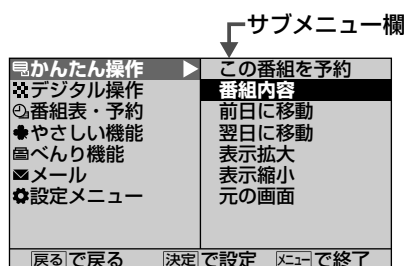 サブメニュー欄
かんたん操作
デジタル操作
番組表・予約
やさしい機能
べんり機能
メール
設定メニュー
この番組を予約
番組内容
前日に移動
翌日に移動
表示拡大
表示縮小
元の画面
戻るで戻る 決定で設定 メニューで終了